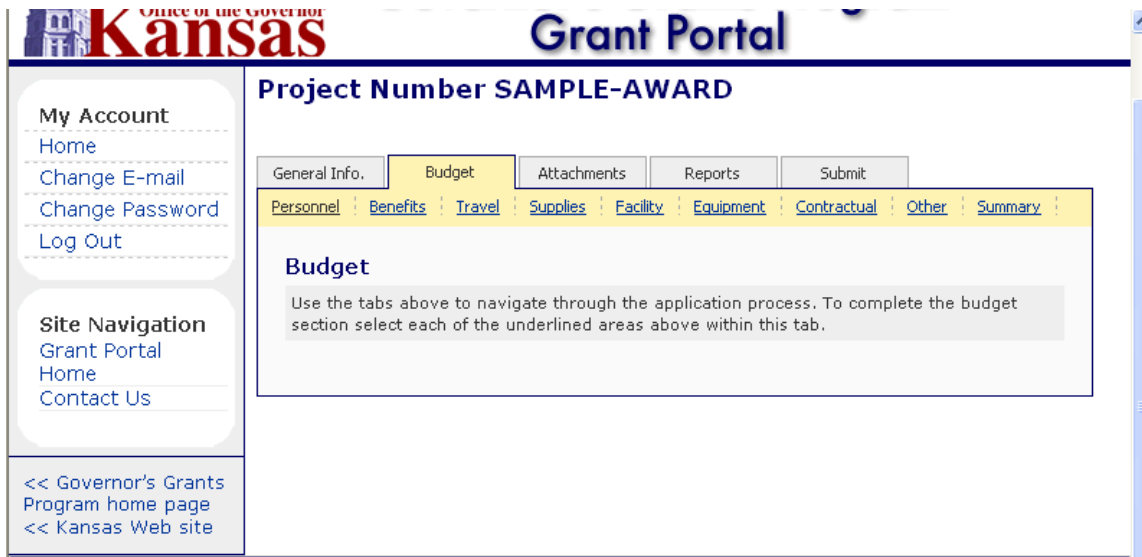 Office of the Governor
Kansas
Grant Portal
Project Number SAMPLE-AWARD
My Account
Home
Change E-mail
Change Password
Log Out
Site Navigation
Grant Portal
Home
Contact Us
<< Governor's Grants
Program home page
<< Kansas Web site
General Info. Budget Attachments Reports Submit
Personnel Benefits Travel Supplies Facility Equipment Contractual Other Summary
Budget
Use the tabs above to navigate through the application process. To complete the budget
section select each of the underlined areas above within this tab.